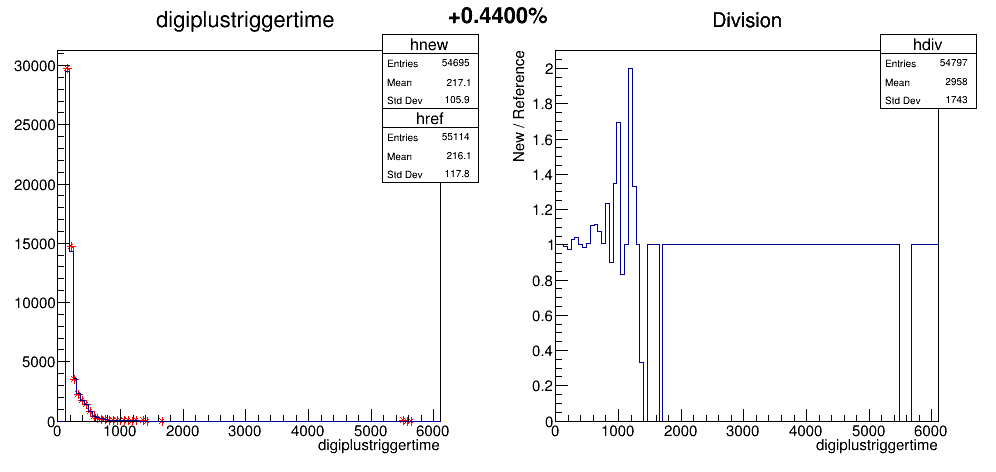 digiplustriggertime
+0.4400%
Division
hnew
Entries 54695
Mean 217.1
Std Dev 105.9
href
Entries 55114
Mean 216.1
Std Dev 117.8
30000
25000
20000
15000
10000
5000
0
0 1000 2000 3000 4000 5000 6000
digiplustriggertime
hdiv
Entries 54797
Mean 2958
Std Dev 1743
New / Reference
2
1.8
1.6
1.4
1.2
1
0.8
0.6
0.4
0.2
0
0 1000 2000 3000 4000 5000 6000
digiplustriggertime